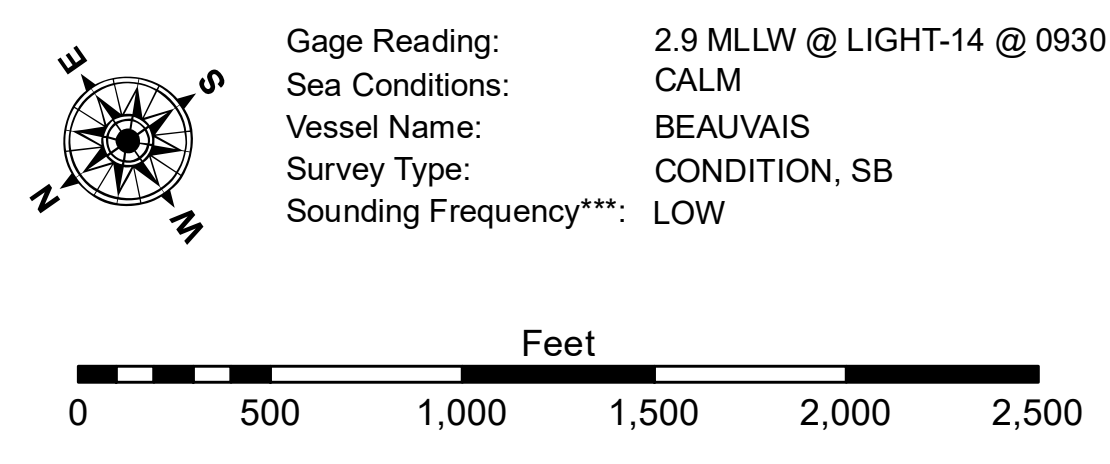 E
S
N
W
Gage Reading: 2.9 MLLW @ LIGHT-14 @ 0930
Sea Conditions: CALM
Vessel Name: BEAUVAIS
Survey Type: CONDITION, SB
Sounding Frequency***: LOW
Feet
0 500 1,000 1,500 2,000 2,500